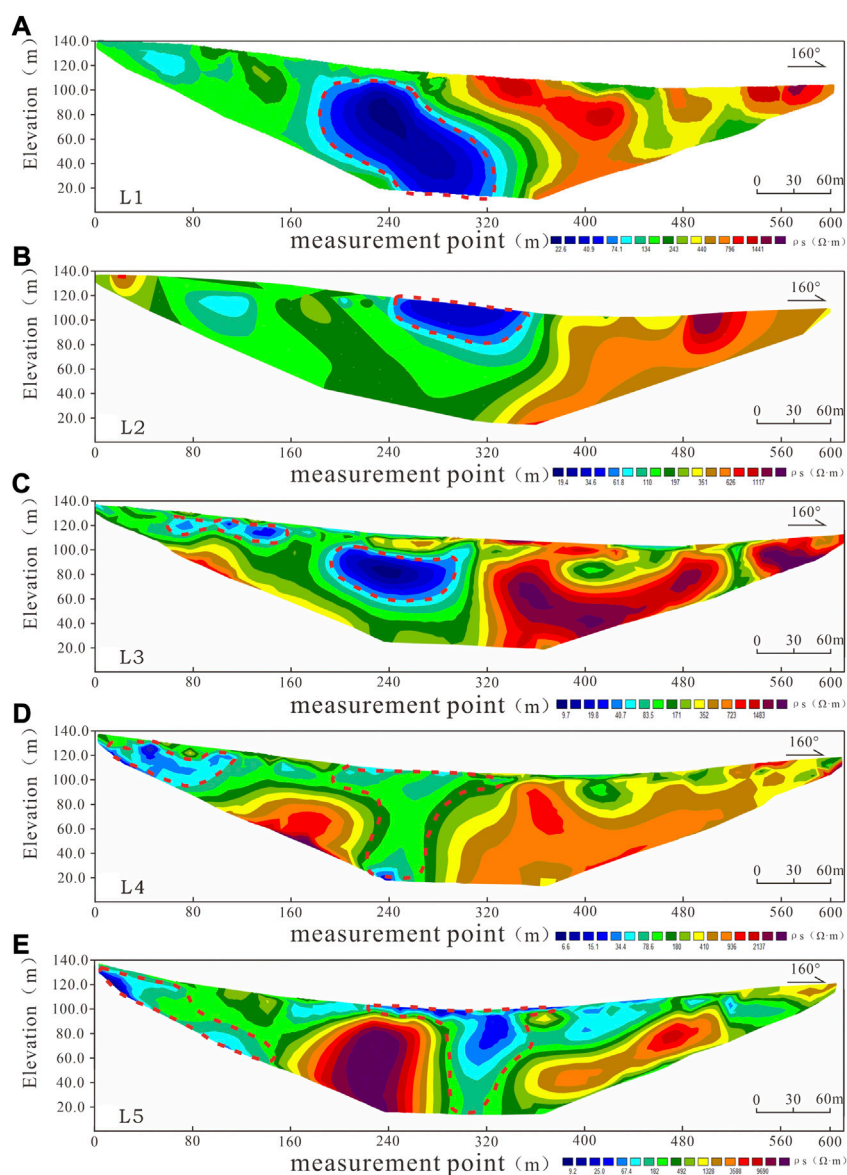 A
140.0
120.0
100.0
80.0
60.0
40.0
20.0
Elevation（m）
160°
L1
0 30 60m
0 80 160 240 320 400 480 560 600
measurement point（m）
22.6 40.9 74.1 134 243 440 796 1441 ρs（Ω·m）
B
140.0
120.0
100.0
80.0
60.0
40.0
20.0
Elevation（m）
160°
L2
0 30 60m
0 80 160 240 320 400 480 560 600
measurement point（m）
19.4 34.6 61.8 110 197 351 626 1117 ρs（Ω·m）
C
140.0
120.0
100.0
80.0
60.0
40.0
20.0
Elevation（m）
160°
L3
0 30 60m
0 80 160 240 320 400 480 560 600
measurement point（m）
9.7 19.8 40.7 83.5 171 352 723 1483 ρs（Ω·m）
D
140.0
120.0
100.0
80.0
60.0
40.0
20.0
Elevation（m）
160°
L4
0 30 60m
0 80 160 240 320 400 480 560 600
measurement point（m）
6.6 15.1 34.4 78.6 180 410 936 2137 ρs（Ω·m）
E
140.0
120.0
100.0
80.0
60.0
40.0
20.0
Elevation（m）
160°
L5
0 30 60m
0 80 160 240 320 400 480 560 600
measurement point（m）
9.2 25.0 67.4 182 492 1328 3588 9690 ρs（Ω·m）